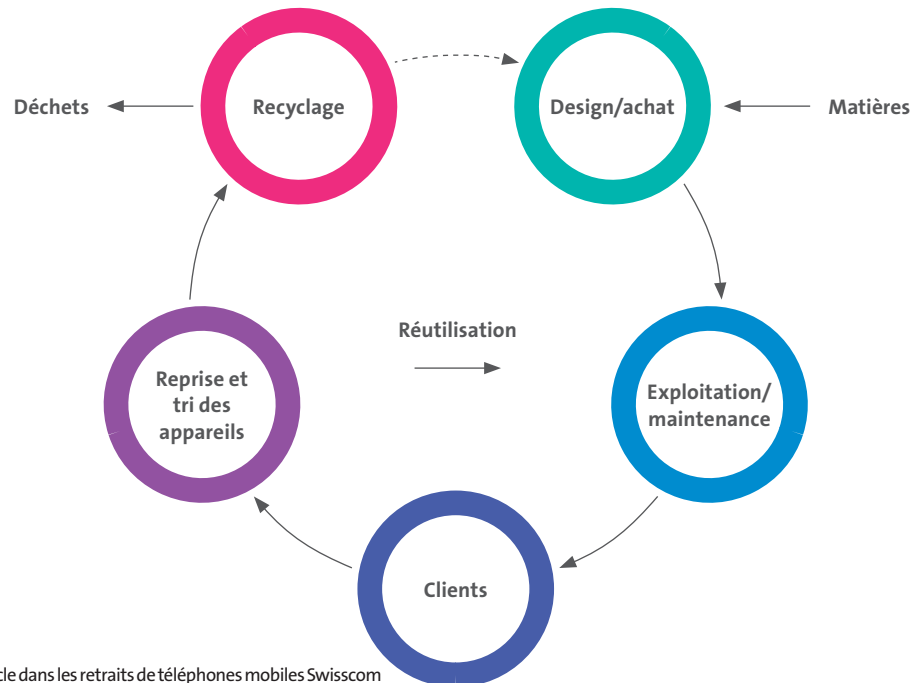 Déchets
Recyclage
Design/achat
Matières
Réutilisation
Reprise et
tri des
appareils
Exploitation/
maintenance
Clients
dans les retraits de téléphones mobiles Swisscom